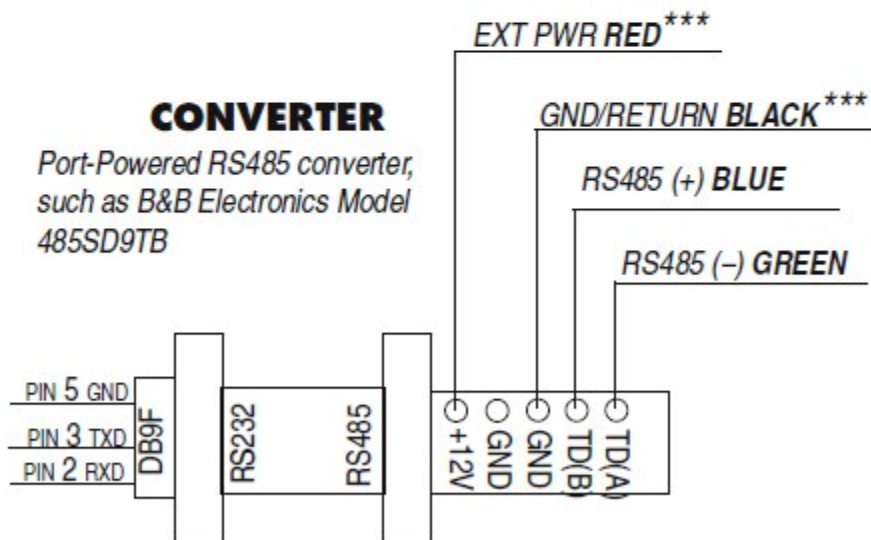 EXT PWR RED***
CONVERTER
GND/RETURN BLACK***
Port-Powered RS485 converter,
such as B&B Electronics Model
485SD9TB
RS485 (+) BLUE
RS485 (–) GREEN
PIN 5 GND
PIN 3 TXD
PIN 2 RXD
DB9F
RS232
RS485
+12V
GND
GND
TD(B)
TD(A)